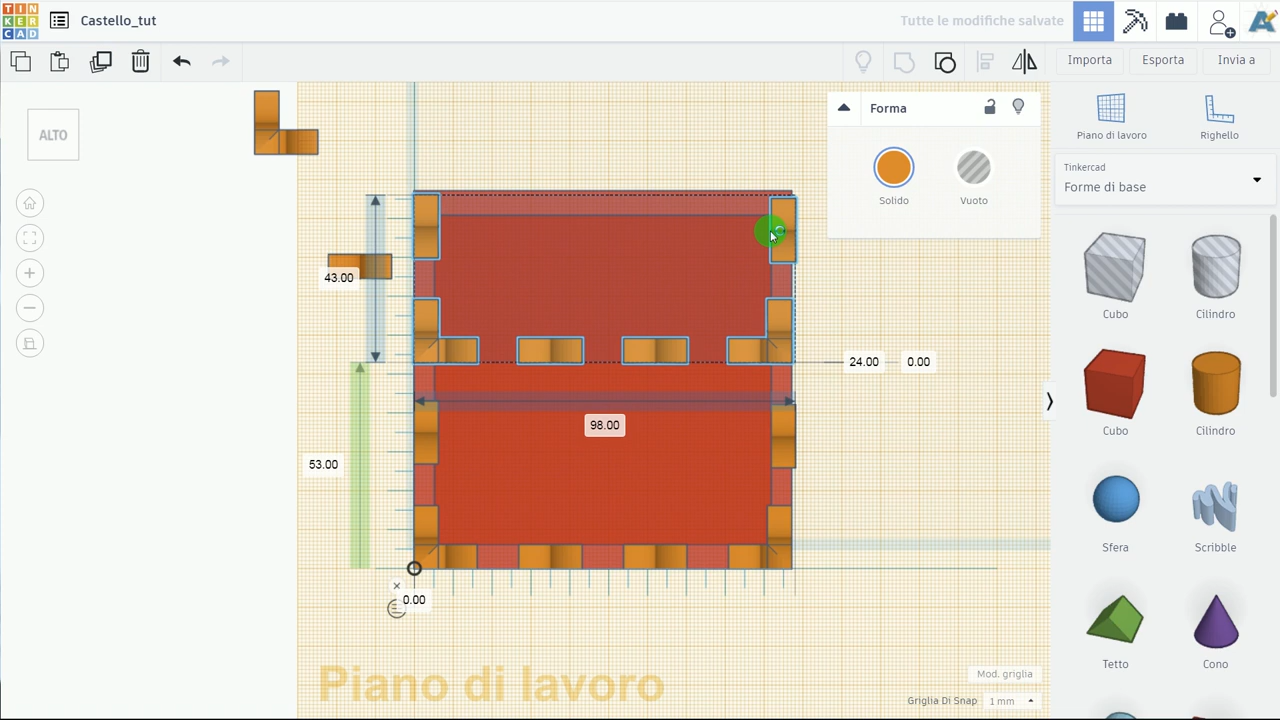 TIN
KER
CAD
Castello_tut
Tutte le modifiche salvate
Importa
Esporta
Invia a
ALTO
Forma
Solido
Vuoto
Piano di lavoro
Righello
Tinkercad
Forme di base
Cubo
Cilindro
Cubo
Cilindro
Sfera
Scribble
Tetto
Cono
43.00
24.00
0.00
98.00
53.00
0.00
Piano di lavoro
Mod. griglia
Griglia Di Snap
1 mm